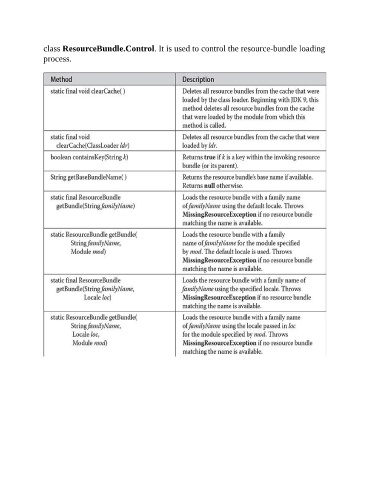 class ResourceBundle.Control. It is used to control the resource-bundle loading
process.
Method Description
static final void clearCache( ) Deletes all resource bundles from the cache that were
loaded by the class loader. Beginning with JDK 9, this
method deletes all resource bundles from the cache
that were loaded by the module from which this
method is called.
static final void Deletes all resource bundles from the cache that were
clearCache(ClassLoader ldr) loaded by ldr.
boolean containsKey(String k) Returns true if k is a key within the invoking resource
bundle (or its parent).
String getBaseBundleName( ) Returns the resource bundle's base name if available.
Returns null otherwise.
static final ResourceBundle Loads the resource bundle with a family name
getBundle(String familyName) of familyName using the default locale. Throws
MissingResourceException if no resource bundle
matching the name is available.
static ResourceBundle getBundle( Loads the resource bundle with a family
String familyName, name of familyName for the module specified
Module mod) by mod. The default locale is used. Throws
MissingResourceException if no resource bundle
matching the name is available.
static final ResourceBundle Loads the resource bundle with a family name of
getBundle(String familyName, familyName using the specified locale. Throws
Locale loc) MissingResourceException if no resource bundle
matching the name is available.
static ResourceBundle getBundle( Loads the resource bundle with a family name
String familyName, of familyName using the locale passed in loc
Locale loc, for the module specified by mod. Throws
Module mod) MissingResourceException if no resource bundle
matching the name is available.